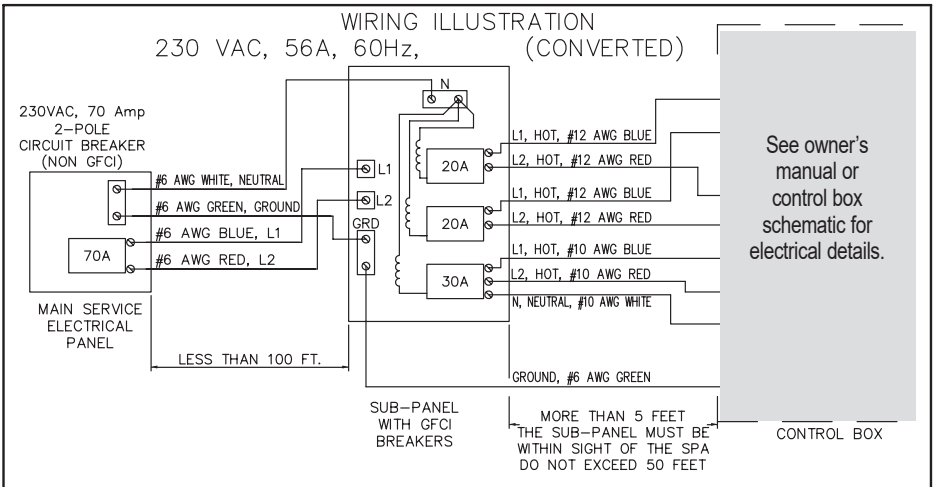 WIRING ILLUSTRATION
230 VAC, 56A, 60Hz, (CONVERTED)
230VAC, 70 Amp
2-POLE
CIRCUIT BREAKER
(NON GFCI)
#6 AWG WHITE, NEUTRAL
#6 AWG GREEN, GROUND
#6 AWG BLUE, L1
#6 AWG RED, L2
70A
MAIN SERVICE
ELECTRICAL
PANEL
LESS THAN 100 FT.
N
L1
L2
GRD
20A
20A
30A
SUB-PANEL
WITH GFCI
BREAKERS
L1, HOT, #12 AWG BLUE
L2, HOT, #12 AWG RED
L1, HOT, #12 AWG BLUE
L2, HOT, #12 AWG RED
L1, HOT, #10 AWG BLUE
L2, HOT, #10 AWG RED
N, NEUTRAL, #10 AWG WHITE
GROUND, #6 AWG GREEN
MORE THAN 5 FEET
THE SUB-PANEL MUST BE
WITHIN SIGHT OF THE SPA
DO NOT EXCEED 50 FEET
See owner's
manual or
control box
schematic for
electrical details.
CONTROL BOX